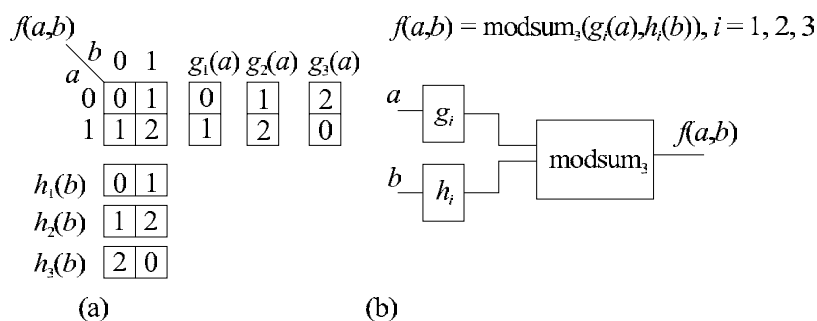 f(a,b)
b 0 1 g₁(a) g₂(a) g₃(a)
a
0 0 1 0 1 2
1 1 2 1 2 0
h₁(b) 0 1
h₂(b) 1 2
h₃(b) 2 0
(a)
f(a,b) = modsum₃(gᵢ(a),hᵢ(b)), i = 1, 2, 3
a gᵢ
b hᵢ
modsum₃
f(a,b)
(b)